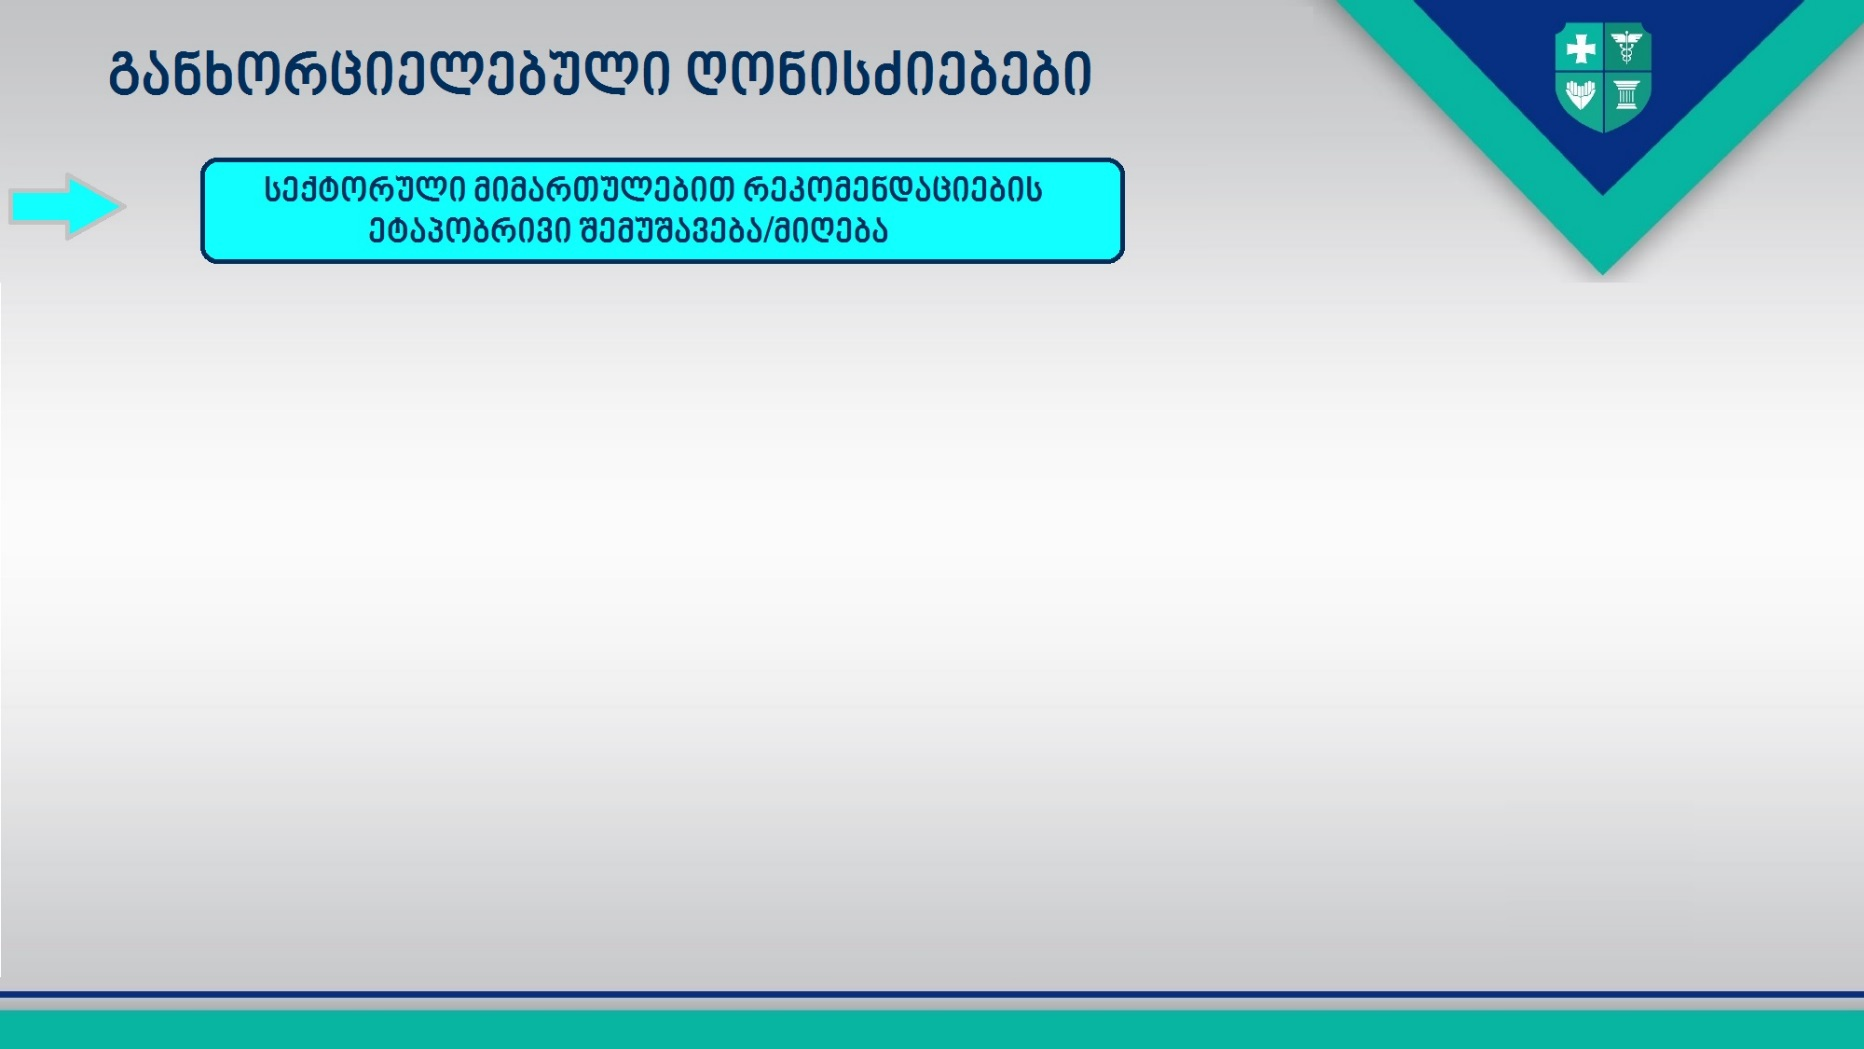 განხორციელებული ღონისძიებები
სექტორული მიმართულებით რეკომენდაციების
ეტაპობრივი შემუშავება/მიღება